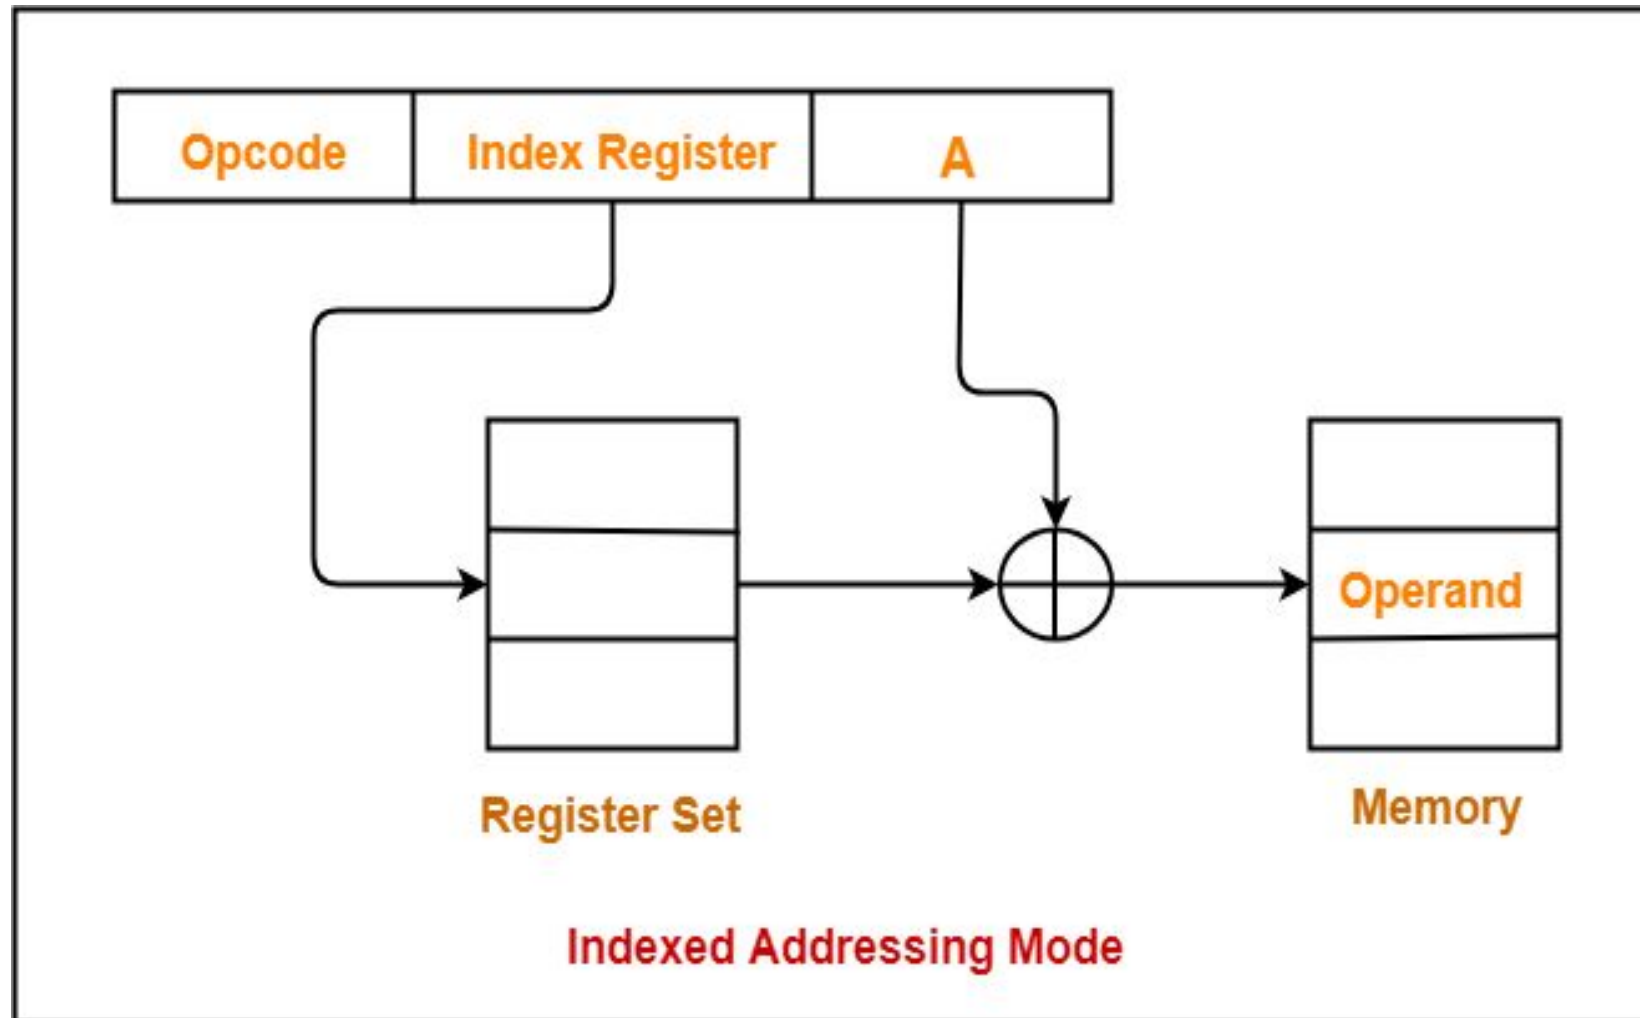 Opcode Index Register A
Operand
Register Set Memory
Indexed Addressing Mode